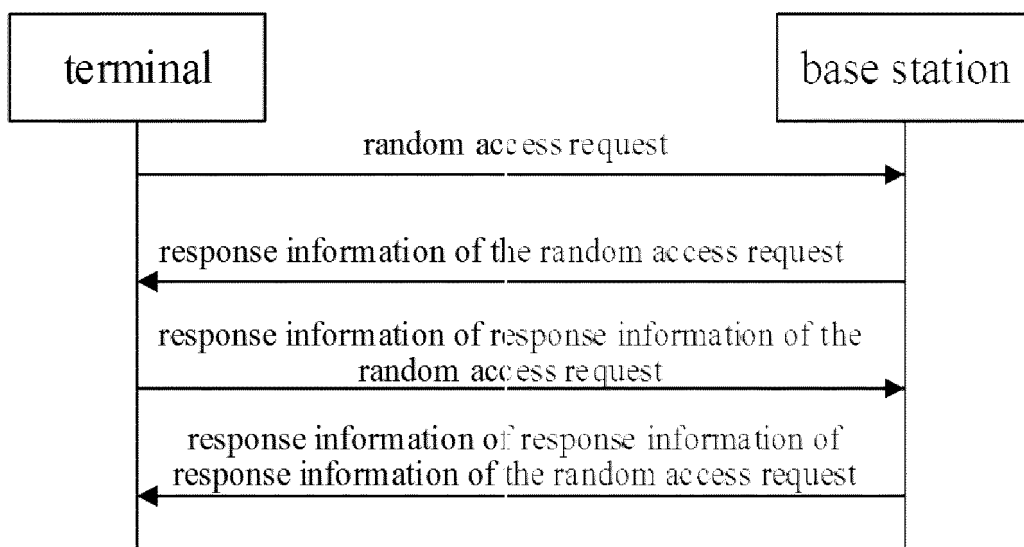 terminal
base station
random access request
response information of the random access request
response information of response information of the
random access request
response information of response information of
response information of the random access request